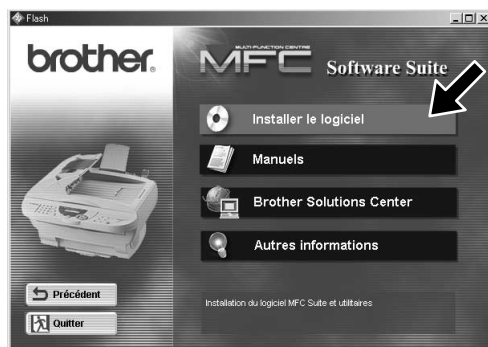 Flash
brother.
MULTI-FUNCTION CENTRE
MFC
Software Suite
Installer le logiciel
Manuels
Brother Solutions Center
Autres informations
Précédent
Quitter
Installation du logiciel MFC Suite et utilitaires